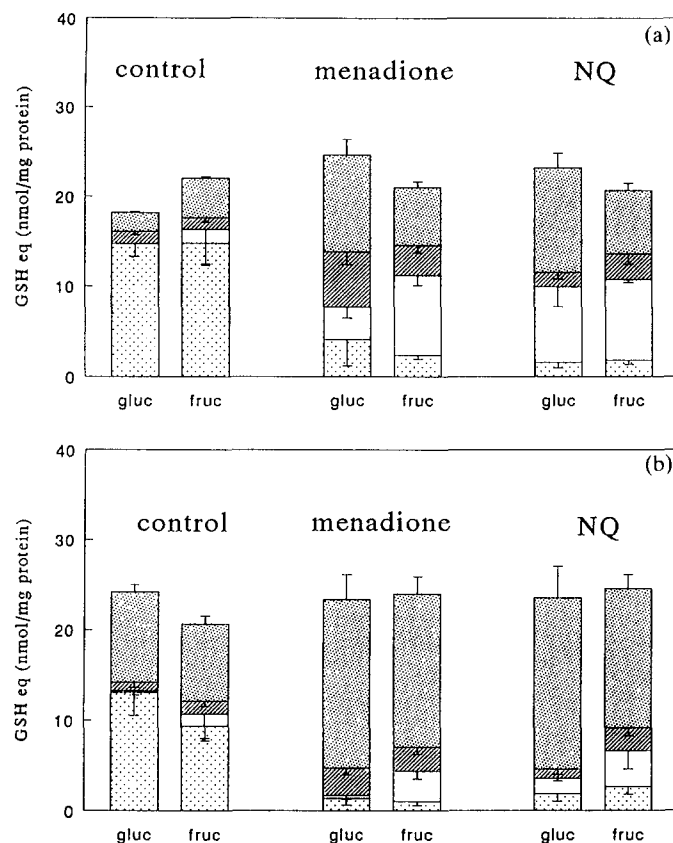 (a)
40
control menadione NQ
30
20
10
0
GSH eq (nmol/mg protein)
gluc fruc gluc fruc gluc fruc
(b)
40
control menadione NQ
30
20
10
0
GSH eq (nmol/mg protein)
gluc fruc gluc fruc gluc fruc